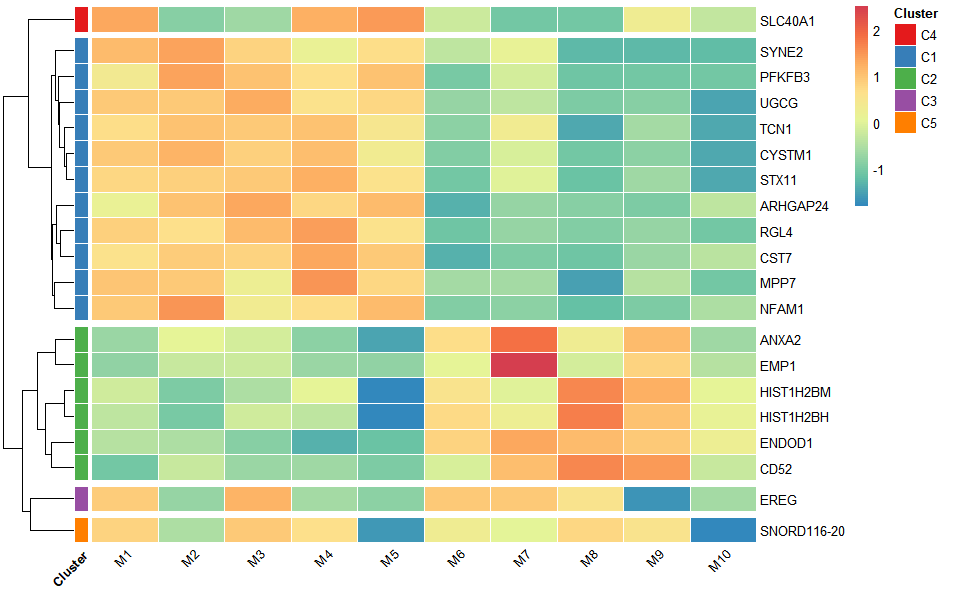 SLC40A1
SYNE2
PFKFB3
UGCG
TCN1
CYSTM1
STX11
ARHGAP24
RGL4
CST7
MPP7
NFAM1
ANXA2
EMP1
HIST1H2BM
HIST1H2BH
ENDOD1
CD52
EREG
SNORD116-20
Cluster
M1
M2
M3
M4
M5
M6
M7
M8
M9
M10
2
1
0
-1
Cluster
C4
C1
C2
C3
C5